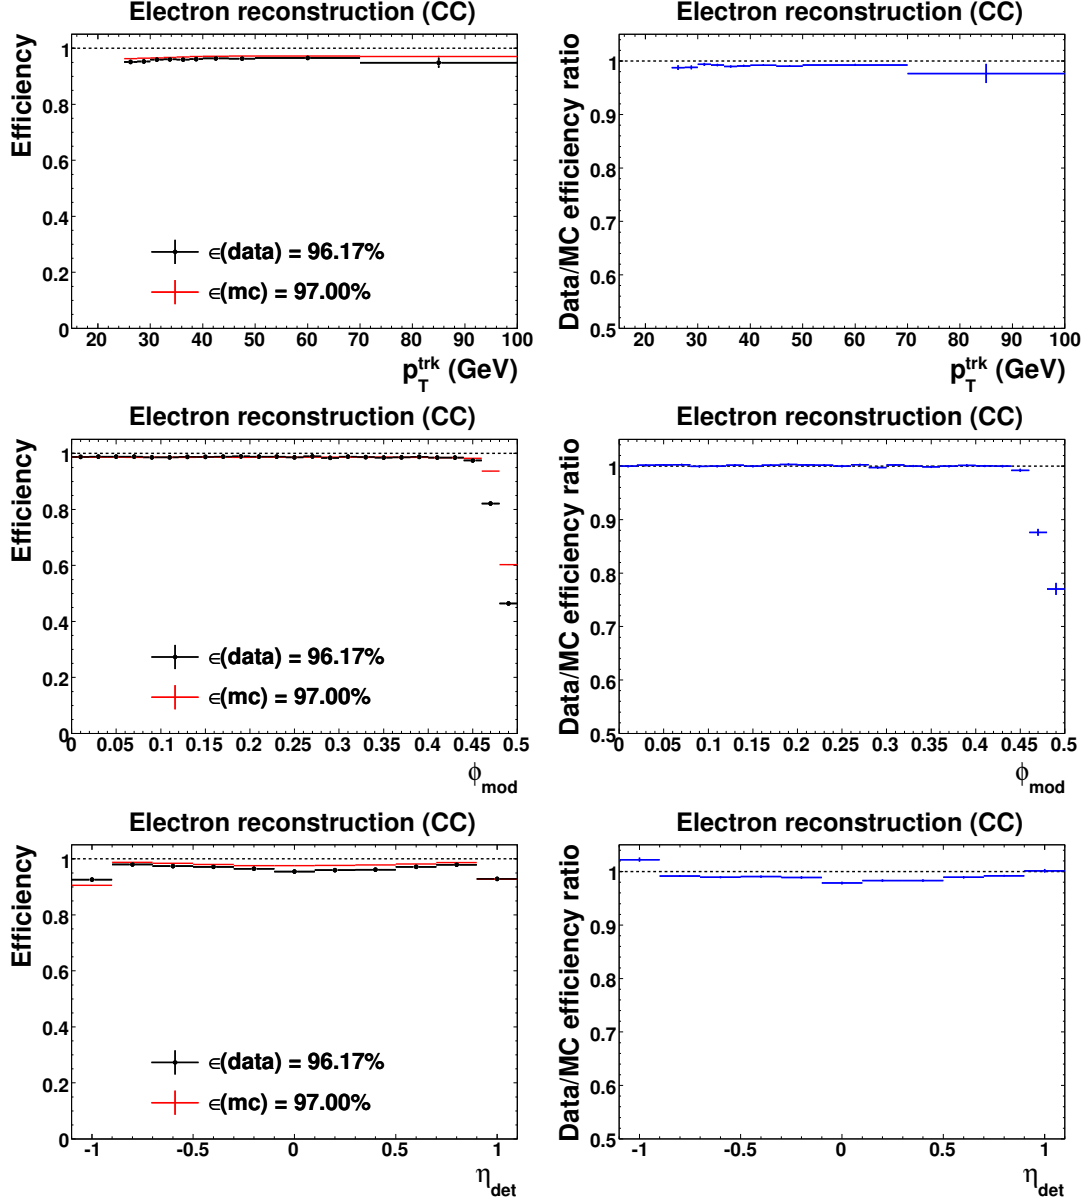 Electron reconstruction (CC)
Efficiency
1
0.8
0.6
0.4
0.2
0
∈(data) = 96.17%
∈(mc) = 97.00%
20 30 40 50 60 70 80 90 100
p_T^trk (GeV)
Electron reconstruction (CC)
Data/MC efficiency ratio
1
0.9
0.8
0.7
0.6
0.5
20 30 40 50 60 70 80 90 100
p_T^trk (GeV)
Electron reconstruction (CC)
Efficiency
1
0.8
0.6
0.4
0.2
0
∈(data) = 96.17%
∈(mc) = 97.00%
0 0.05 0.1 0.15 0.2 0.25 0.3 0.35 0.4 0.45 0.5
ϕ_mod
Electron reconstruction (CC)
Data/MC efficiency ratio
1
0.9
0.8
0.7
0.6
0.5
0 0.05 0.1 0.15 0.2 0.25 0.3 0.35 0.4 0.45 0.5
ϕ_mod
Electron reconstruction (CC)
Efficiency
1
0.8
0.6
0.4
0.2
0
∈(data) = 96.17%
∈(mc) = 97.00%
-1 -0.5 0 0.5 1
η_det
Electron reconstruction (CC)
Data/MC efficiency ratio
1
0.9
0.8
0.7
0.6
0.5
-1 -0.5 0 0.5 1
η_det